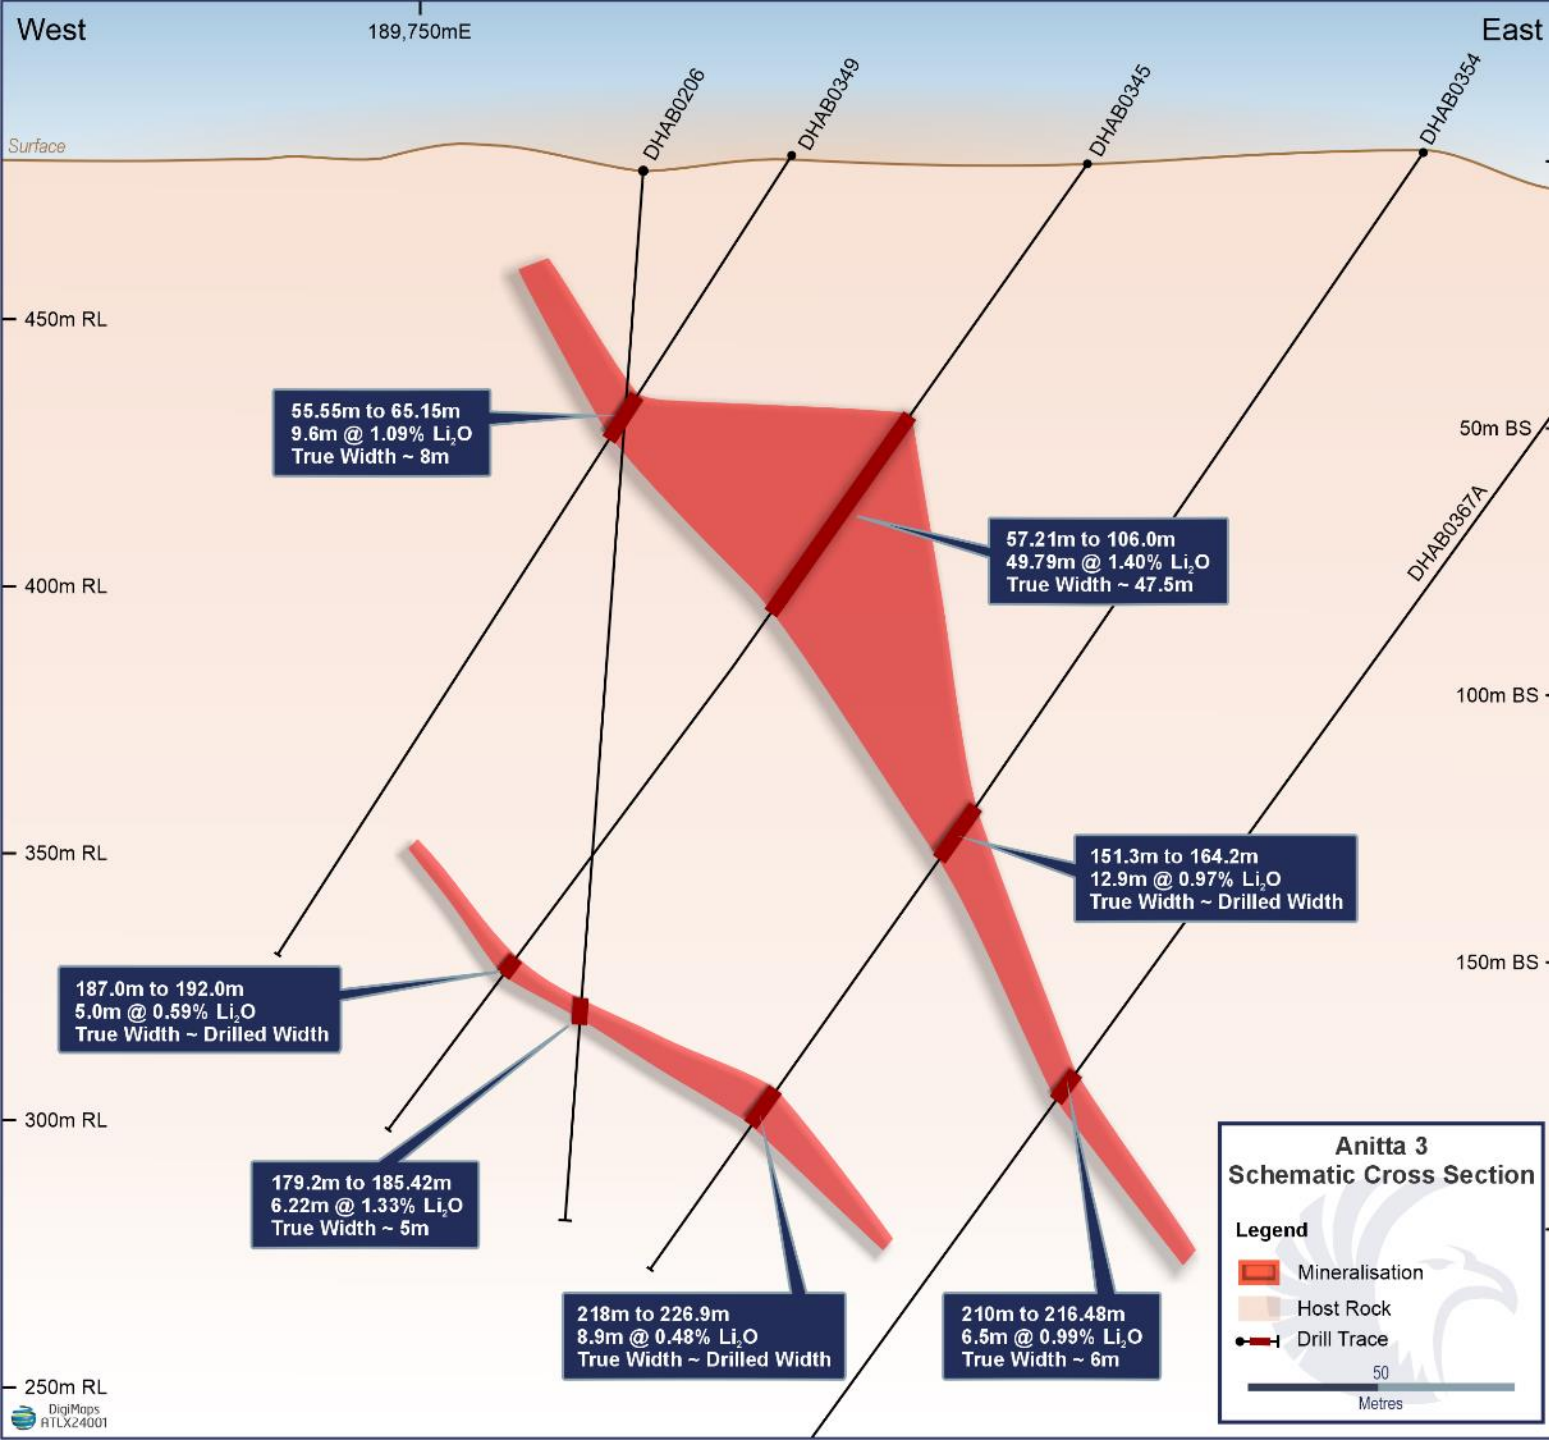 West
189,750mE
East
DHAB0206
DHAB0349
DHAB0345
DHAB0354
Surface
450m RL
55.55m to 65.15m
9.6m @ 1.09% Li₂O
True Width ~ 8m
50m BS
DHAB0367A
57.21m to 106.0m
49.79m @ 1.40% Li₂O
True Width ~ 47.5m
400m RL
100m BS
350m RL
151.3m to 164.2m
12.9m @ 0.97% Li₂O
True Width ~ Drilled Width
150m BS
187.0m to 192.0m
5.0m @ 0.59% Li₂O
True Width ~ Drilled Width
300m RL
179.2m to 185.42m
6.22m @ 1.33% Li₂O
True Width ~ 5m
218m to 226.9m
8.9m @ 0.48% Li₂O
True Width ~ Drilled Width
210m to 216.48m
6.5m @ 0.99% Li₂O
True Width ~ 6m
Anitta 3
Schematic Cross Section
Legend
Mineralisation
Host Rock
Drill Trace
50
Metres
250m RL
DigiMaps
ATLX24001